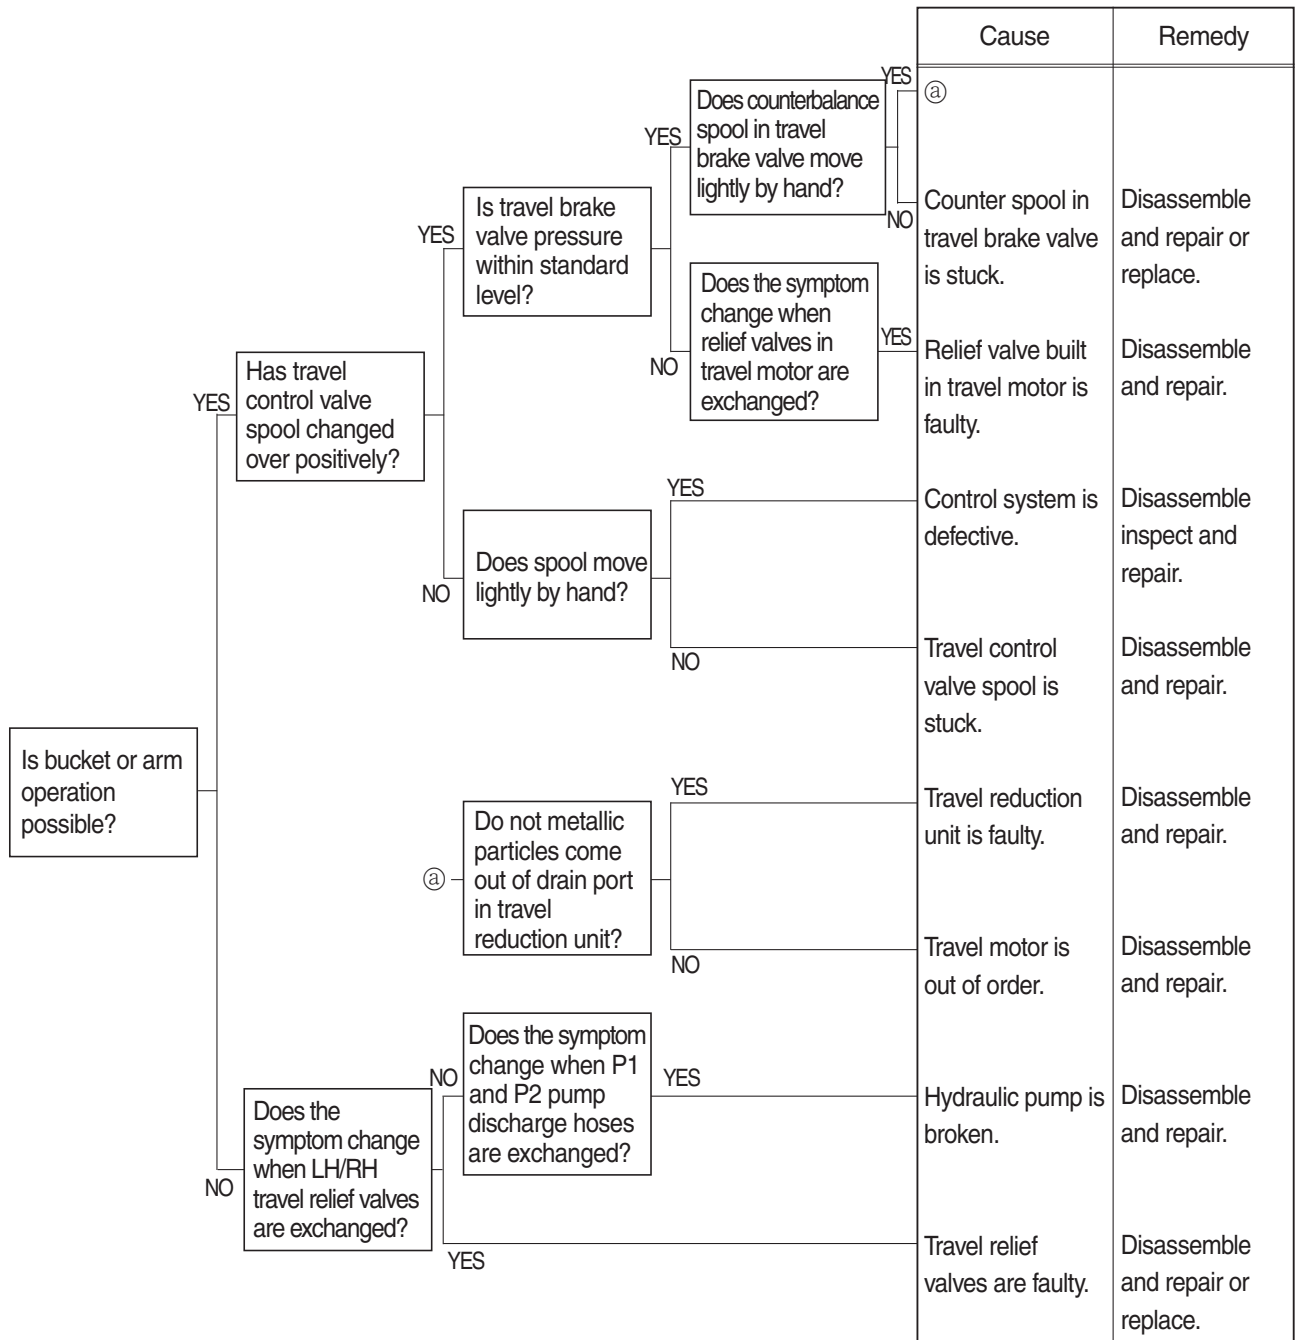 Cause
Remedy
YES
ⓐ
Does counterbalance
spool in travel
brake valve move
lightly by hand?
YES
NO
Counter spool in
travel brake valve
is stuck.
Disassemble
and repair or
replace.
Is travel brake
valve pressure
within standard
level?
YES
Does the symptom
change when
relief valves in
travel motor are
exchanged?
YES
NO
Relief valve built
in travel motor is
faulty.
Disassemble
and repair.
Has travel
control valve
spool changed
over positively?
YES
Does spool move
lightly by hand?
NO
YES
Control system is
defective.
Disassemble
inspect and
repair.
NO
Travel control
valve spool is
stuck.
Disassemble
and repair.
Is bucket or arm
operation
possible?
ⓐ
Do not metallic
particles come
out of drain port
in travel
reduction unit?
YES
Travel reduction
unit is faulty.
Disassemble
and repair.
NO
Travel motor is
out of order.
Disassemble
and repair.
Does the symptom
change when P1
and P2 pump
discharge hoses
are exchanged?
NO
YES
Hydraulic pump is
broken.
Disassemble
and repair.
Does the
symptom change
when LH/RH
travel relief valves
are exchanged?
NO
YES
Travel relief
valves are faulty.
Disassemble
and repair or
replace.